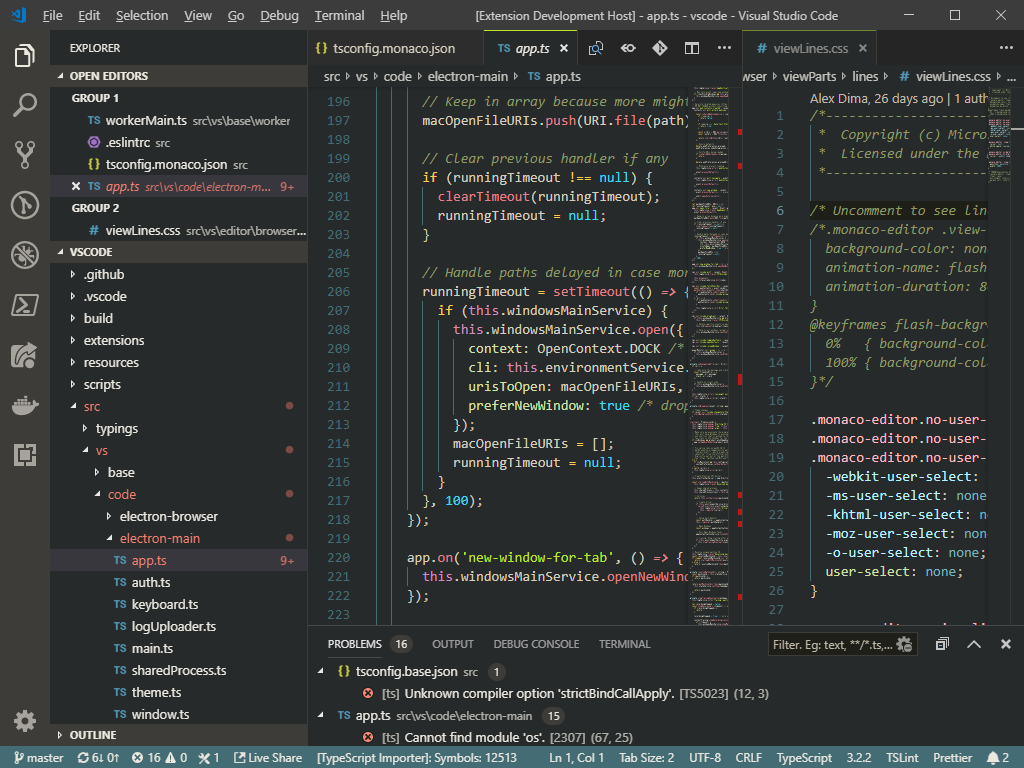 File Edit Selection View Go Debug Terminal Help [Extension Development Host] - app.ts - vscode - Visual Studio Code
EXPLORER
OPEN EDITORS
GROUP 1
TS workerMain.ts src\vs\base\worker
.eslintrc src
{} tsconfig.monaco.json src
TS app.ts src\vs\code\electron-m... 9+
GROUP 2
# viewLines.css src\vs\editor\browser...
VSCODE
.github
.vscode
build
extensions
resources
scripts
src
typings
vs
base
code
electron-browser
electron-main
TS app.ts 9+
TS auth.ts
TS keyboard.ts
TS logUploader.ts
TS main.ts
TS sharedProcess.ts
TS theme.ts
TS window.ts
OUTLINE
{} tsconfig.monaco.json TS app.ts
src vs code electron-main TS app.ts
196 // Keep in array because more migh
197 macOpenFileURIs.push(URI.file(path)
198
199 // Clear previous handler if any
200 if (runningTimeout !== null) {
201 clearTimeout(runningTimeout);
202 runningTimeout = null;
203 }
204
205 // Handle paths delayed in case mor
206 runningTimeout = setTimeout(() => {
207 if (this.windowsMainService) {
208 this.windowsMainService.open({
209 context: OpenContext.DOCK /*
210 cli: this.environmentService.
211 urisToOpen: macOpenFileURIs,
212 preferNewWindow: true /* drop
213 });
214 macOpenFileURIs = [];
215 runningTimeout = null;
216 }
217 }, 100);
218 });
219
220 app.on('new-window-for-tab', () => {
221 this.windowsMainService.openNewWind
222 });
223
# viewLines.css
wser viewParts lines # viewLines.css ...
Alex Dima, 26 days ago | 1 auth
1 /*---------------------
2 * Copyright (c) Micro
3 * Licensed under the
4 *---------------------
5
6 /* Uncomment to see lin
7 /*.monaco-editor .view-
8 background-color: non
9 animation-name: flash
10 animation-duration: 8
11 }
12 @keyframes flash-backgr
13 0% { background-col
14 100% { background-col
15 }*/
16
17 .monaco-editor.no-user-
18 .monaco-editor.no-user-
19 .monaco-editor.no-user-
20 -webkit-user-select:
21 -ms-user-select: none
22 -khtml-user-select: n
23 -moz-user-select: non
24 -o-user-select: none;
25 user-select: none;
26 }
27
PROBLEMS 16 OUTPUT DEBUG CONSOLE TERMINAL Filter. Eg: text, **/*.ts,...
{} tsconfig.base.json src 1
[ts] Unknown compiler option 'strictBindCallApply'. [TS5023] (12, 3)
TS app.ts src\vs\code\electron-main 15
[ts] Cannot find module 'os'. [2307] (67, 25)
master 6↓ 0↑ 16 0 1 Live Share [TypeScript Importer]: Symbols: 12513 Ln 1, Col 1 Tab Size: 2 UTF-8 CRLF TypeScript 3.2.2 TSLint Prettier 2